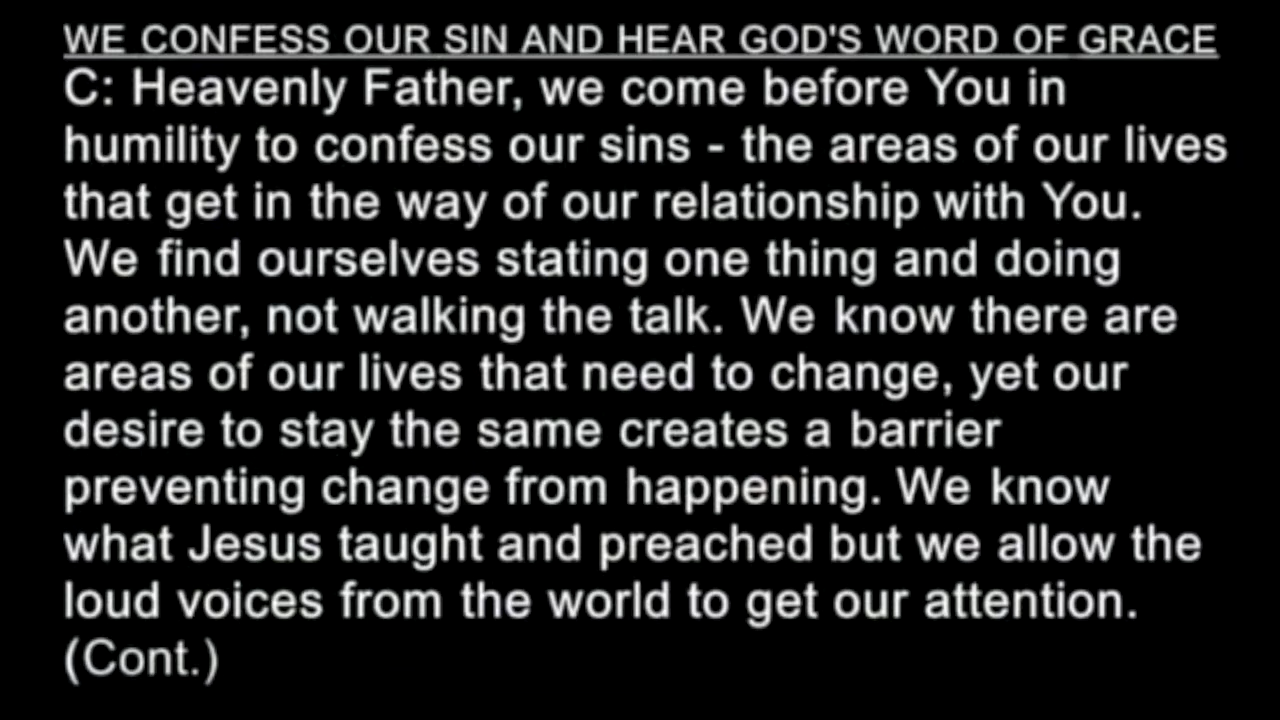 WE CONFESS OUR SIN AND HEAR GOD'S WORD OF GRACE
C: Heavenly Father, we come before You in
humility to confess our sins - the areas of our lives
that get in the way of our relationship with You.
We find ourselves stating one thing and doing
another, not walking the talk. We know there are
areas of our lives that need to change, yet our
desire to stay the same creates a barrier
preventing change from happening. We know
what Jesus taught and preached but we allow the
loud voices from the world to get our attention.
(Cont.)